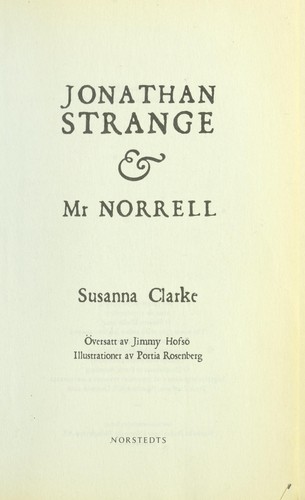 JONATHAN
STRANGE
&
Mr NORRELL
Susanna Clarke
Översatt av Jimmy Hofsö
Illustrationer av Portia Rosenberg
NORSTEDTS